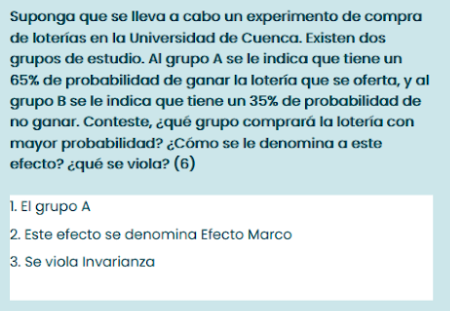 Suponga que se lleva a cabo un experimento de compra
de loterías en la Universidad de Cuenca. Existen dos
grupos de estudio. Al grupo A se le indica que tiene un
65% de probabilidad de ganar la lotería que se oferta, y al
grupo B se le indica que tiene un 35% de probabilidad de
no ganar. Conteste, ¿qué grupo comprará la lotería con
mayor probabilidad? ¿Cómo se le denomina a este
efecto? ¿qué se viola? (6)
1. El grupo A
2. Este efecto se denomina Efecto Marco
3. Se viola Invarianza